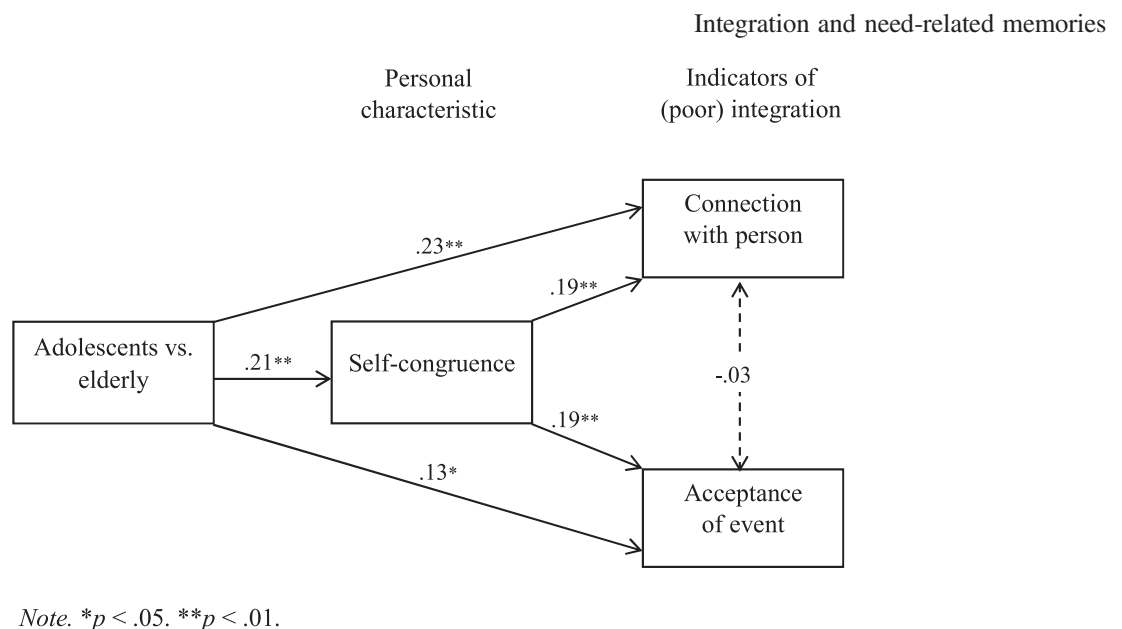 Integration and need-related memories
Personal
characteristic
Indicators of
(poor) integration
Connection
with person
.23**
.19**
Adolescents vs.
elderly
.21**
Self-congruence
-.03
.19**
.13*
Acceptance
of event
Note. *p < .05. **p < .01.